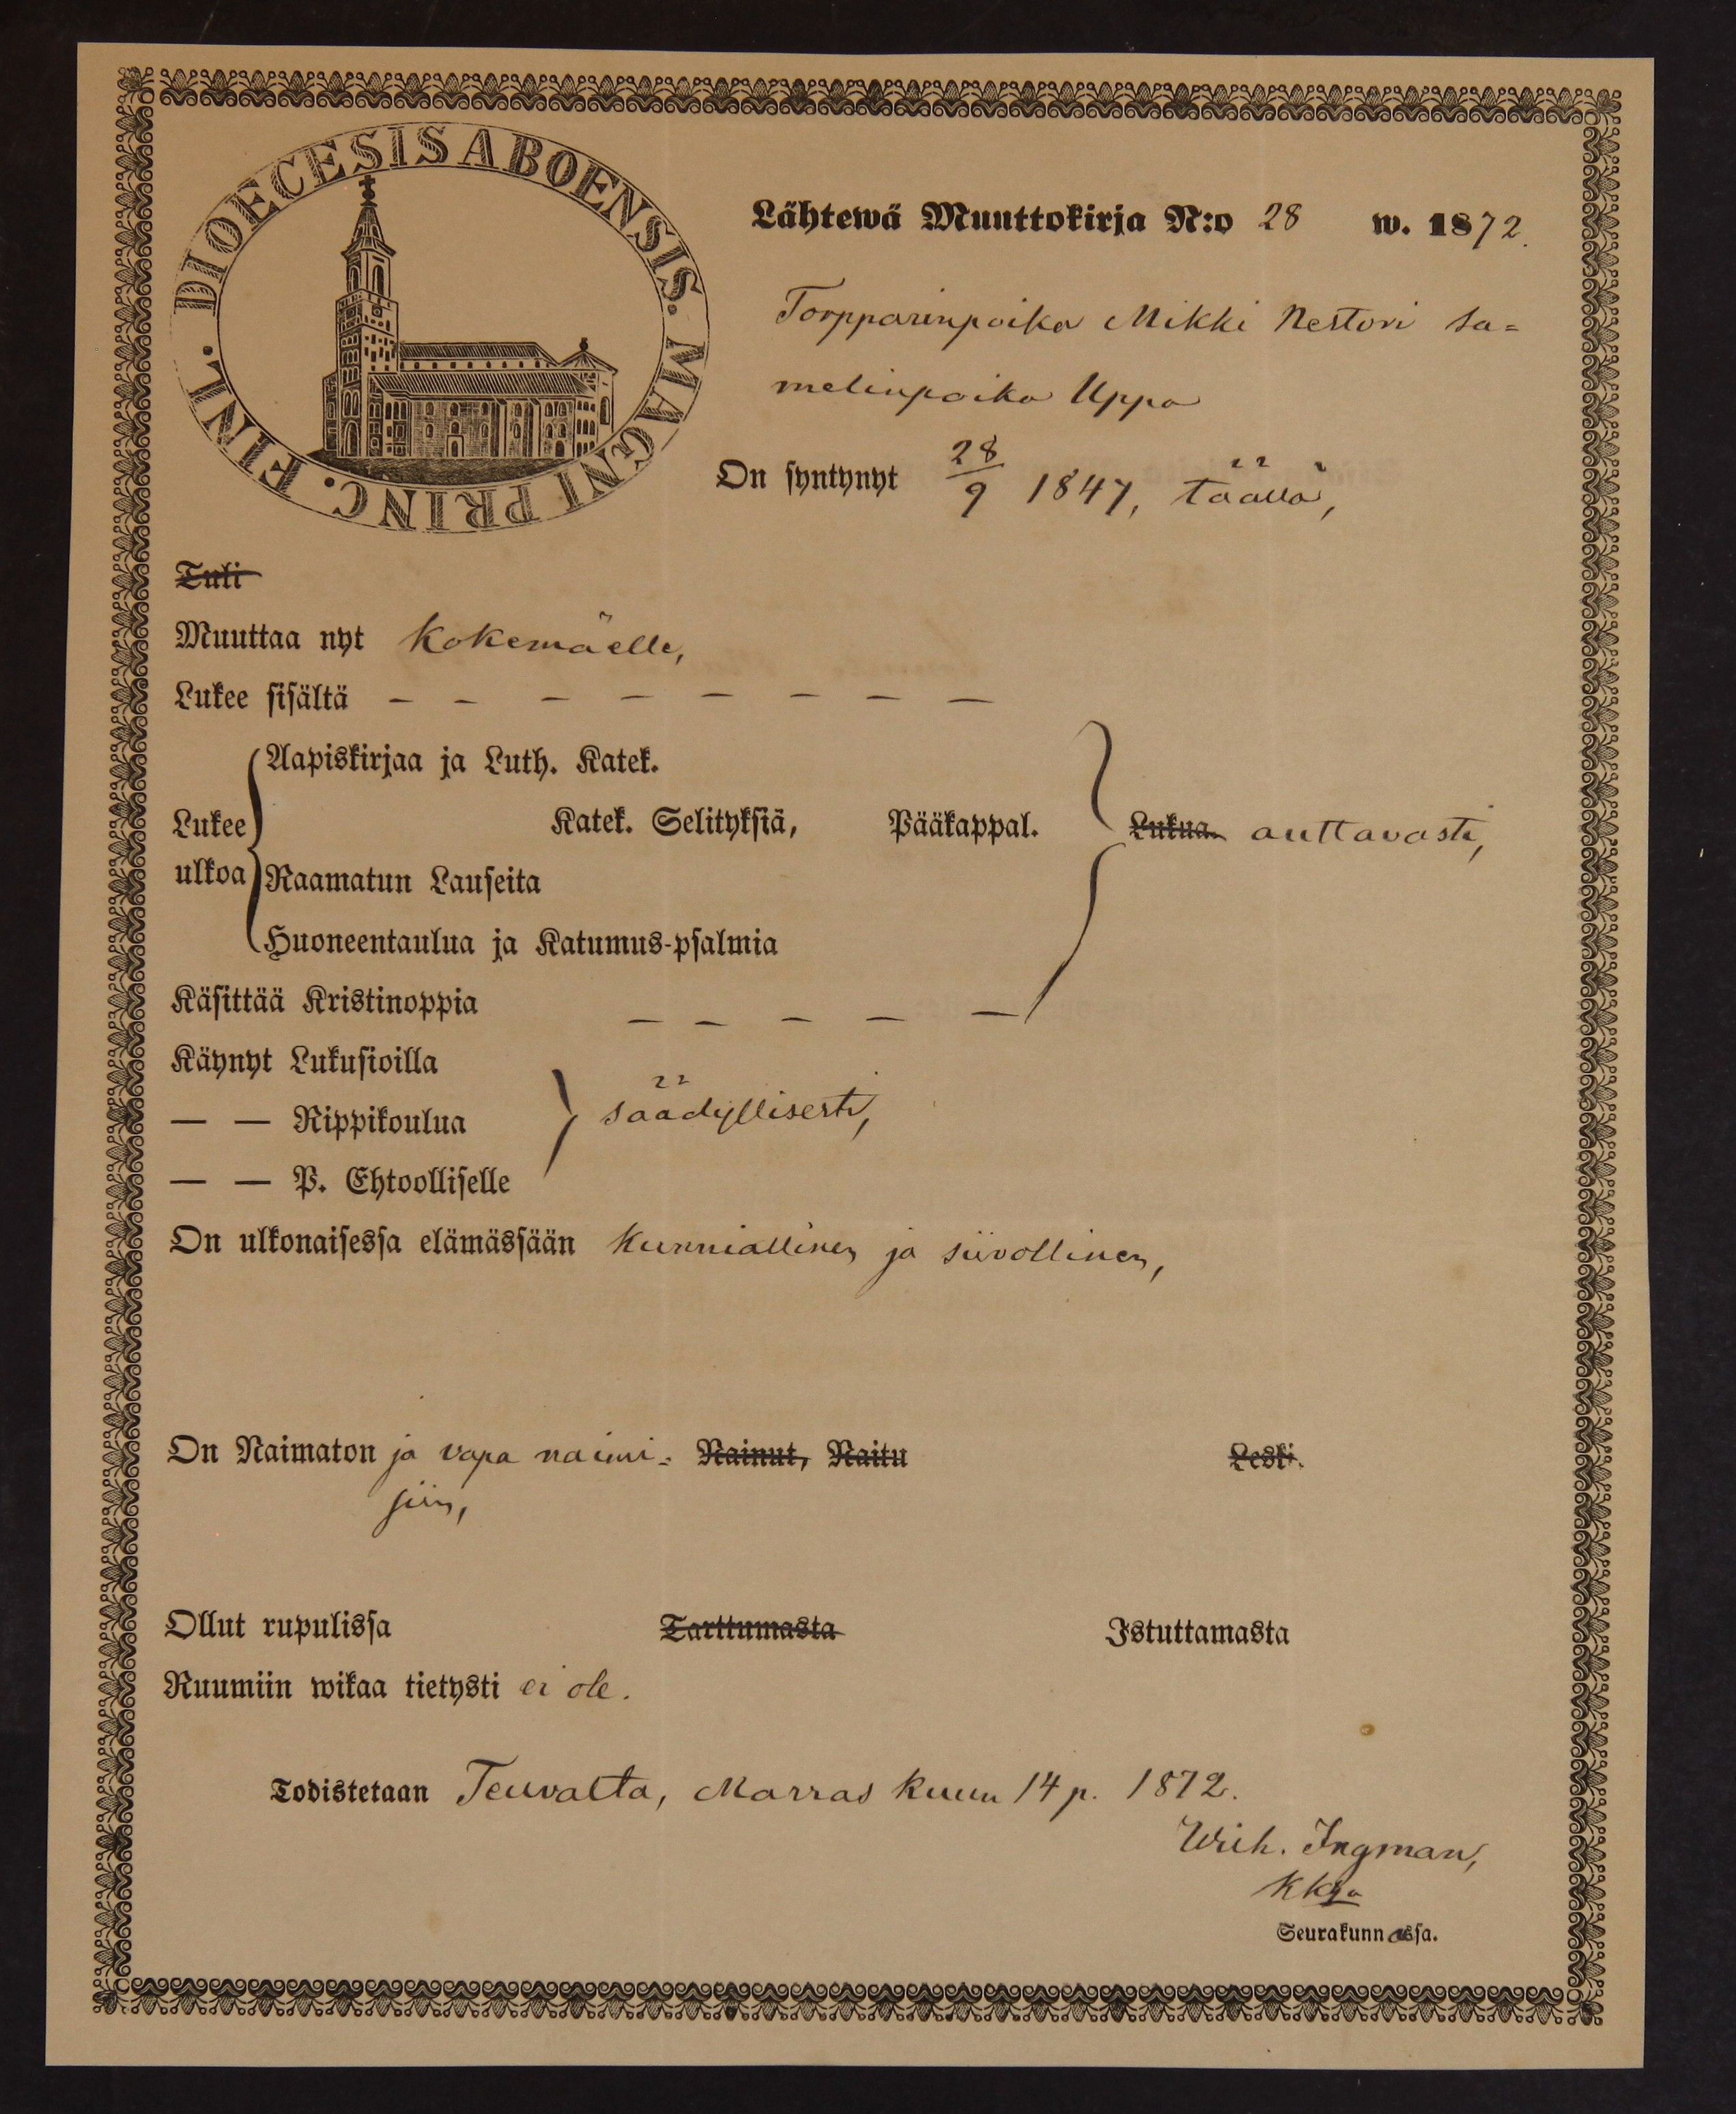 DIOECESIS ABOENSIS. MAGNI PRINC. FINL.
Lähtewä Muuttokirja N:o 28 w. 1872.
Torpparinpoika Mikki Nestori Sa=
melinpoika Uppa
On syntynyt 28/9 1847, täällä,
Tuli
Muuttaa nyt Kokemäelle,
Lukee sisältä – – – – – – – –
Aapiskirjaa ja Luth. Katek.
Lukee Katek. Selityksiä, Pääkappal. Lukua. auttavasti,
ulkoa Raamatun Lauseita
Huoneentaulua ja Katumus-psalmia
Käsittää Kristinoppia – – – – –
Käynyt Lukusioilla
— — Rippikoulua säädyllisesti,
— — P. Ehtoolliselle
On ulkonaisessa elämässään Kunniallinen ja siivollinen,
On Naimaton ja vapa naimi= Nainut, Naitu Leski.
siin,
Ollut rupulissa Tarttumasta Istuttamasta
Ruumiin wikaa tietysti ei ole.
Todistetaan Teuvalta, Marras Kuun 14 p. 1872.
Wilh. Ingman,
Seurakunnassa.